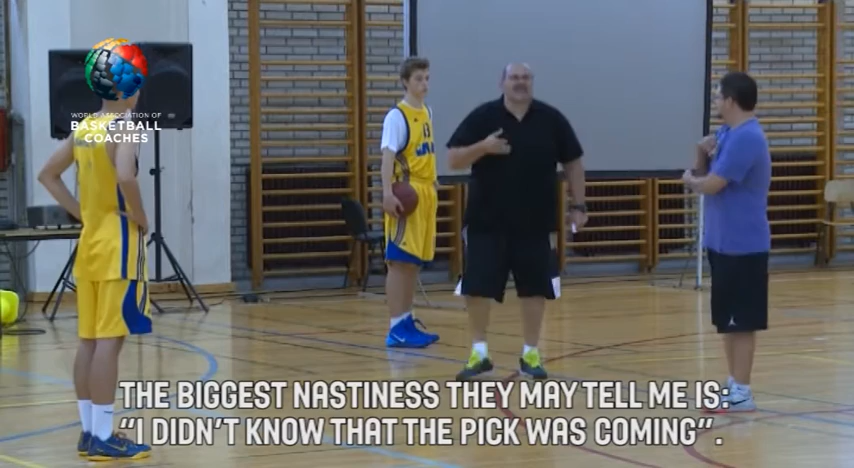 WORLD ASSOCIATION OF
BASKETBALL
COACHES
13
THE BIGGEST NASTINESS THEY MAY TELL ME IS:
“I DIDN'T KNOW THAT THE PICK WAS COMING”.